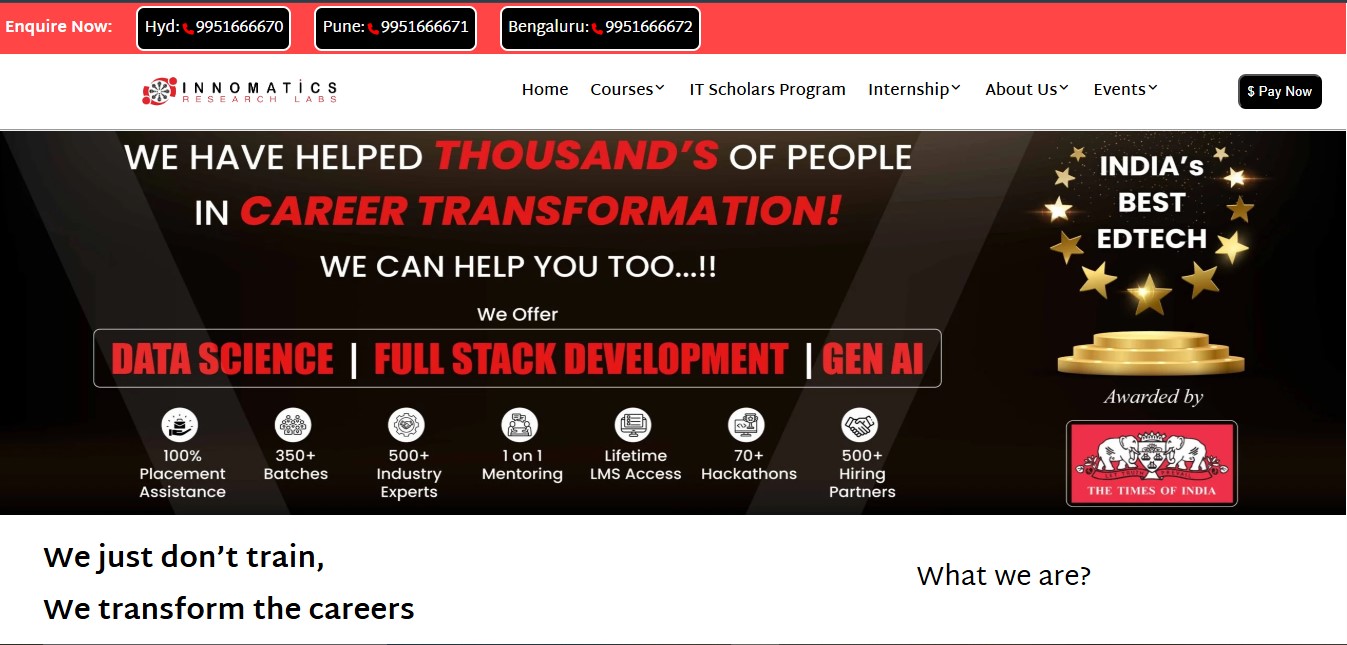 Enquire Now: Hyd: 9951666670 Pune: 9951666671 Bengaluru: 9951666672
INNOMATICS
RESEARCH LABS
Home Courses IT Scholars Program Internship About Us Events $ Pay Now
WE HAVE HELPED THOUSAND'S OF PEOPLE
IN CAREER TRANSFORMATION!
WE CAN HELP YOU TOO...!!
We Offer
DATA SCIENCE | FULL STACK DEVELOPMENT | GEN AI
100%
Placement
Assistance
350+
Batches
500+
Industry
Experts
1 on 1
Mentoring
Lifetime
LMS Access
70+
Hackathons
500+
Hiring
Partners
INDIA's
BEST
EDTECH
Awarded by
THE TIMES OF INDIA
We just don't train,
We transform the careers
What we are?